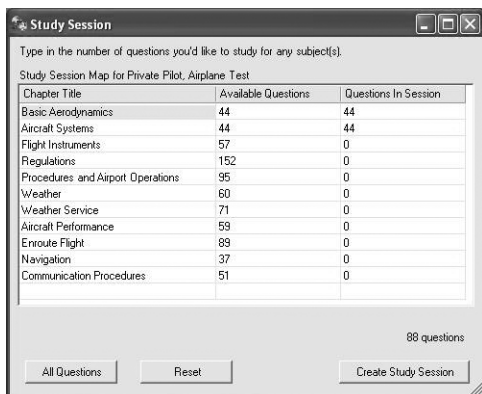 Study Session
Type in the number of questions you'd like to study for any subject(s).
Study Session Map for Private Pilot, Airplane Test
Chapter Title Available Questions Questions In Session
Basic Aerodynamics 44 44
Aircraft Systems 44 44
Flight Instruments 57 0
Regulations 152 0
Procedures and Airport Operations 95 0
Weather 60 0
Weather Service 71 0
Aircraft Performance 59 0
Enroute Flight 89 0
Navigation 37 0
Communication Procedures 51 0
88 questions
All Questions Reset Create Study Session